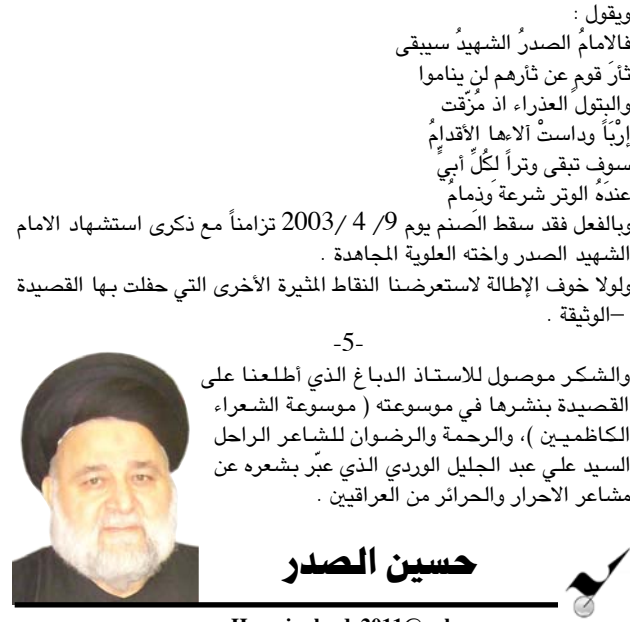 ويقول :
فالامامُ الصدرُ الشهيدُ سيبقى
ثأرَ قومٍ عن ثأرهم لن يناموا
والبتول العذراء اذ مُزّقت
إرْبَاً وداستْ آلاءها الأقدامُ
سوف تبقى وتراً لكُلِّ أبيٍّ
عندَهُ الوتر شرعة وَذمامُ
وبالفعل فقد سقط الصنم يوم 9/ 4 /2003 تزامناً مع ذكرى استشهاد الامام
الشهيد الصدر واخته العلوية المجاهدة .
ولولا خوف الإطالة لاستعرضنا النقاط المثيرة الأخرى التي حفلت بها القصيدة
–الوثيقة .
-5-
والشكر موصول للاستاذ الدباغ الذي أطلعنا على
القصيدة بنشرها في موسوعته ( موسوعة الشعراء
الكاظميين )، والرحمة والرضوان للشاعر الراحل
السيد علي عبد الجليل الوردي الذي عبّر بشعره عن
مشاعر الاحرار والحرائر من العراقيين .
حسين الصدر